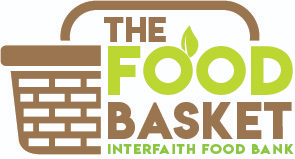 THE
FOOD
BASKET
INTERFAITH FOOD BANK